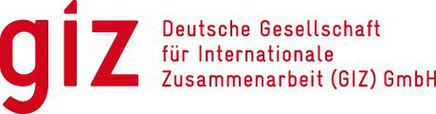 giz
Deutsche Gesellschaft
für Internationale
Zusammenarbeit (GIZ) GmbH